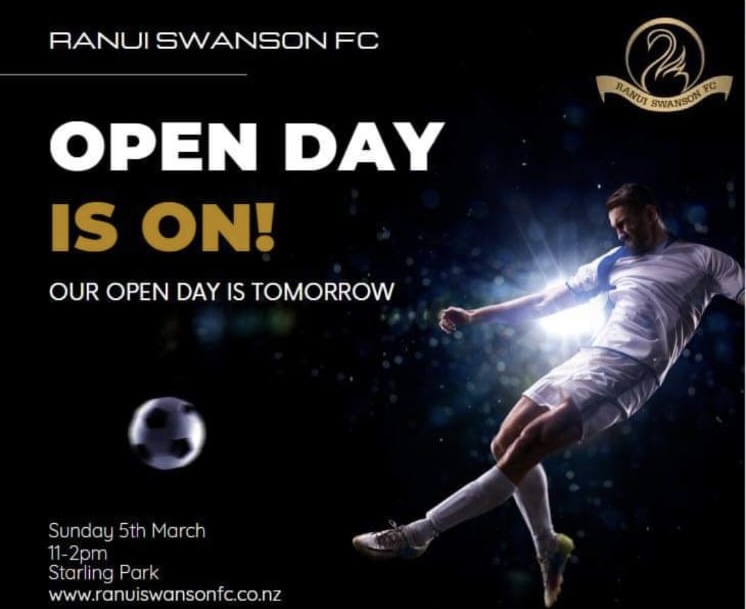 RANUI SWANSON FC
RANUI SWANSON FC
OPEN DAY
IS ON!
OUR OPEN DAY IS TOMORROW
Sunday 5th March
11-2pm
Starling Park
www.ranuiswansonfc.co.nz